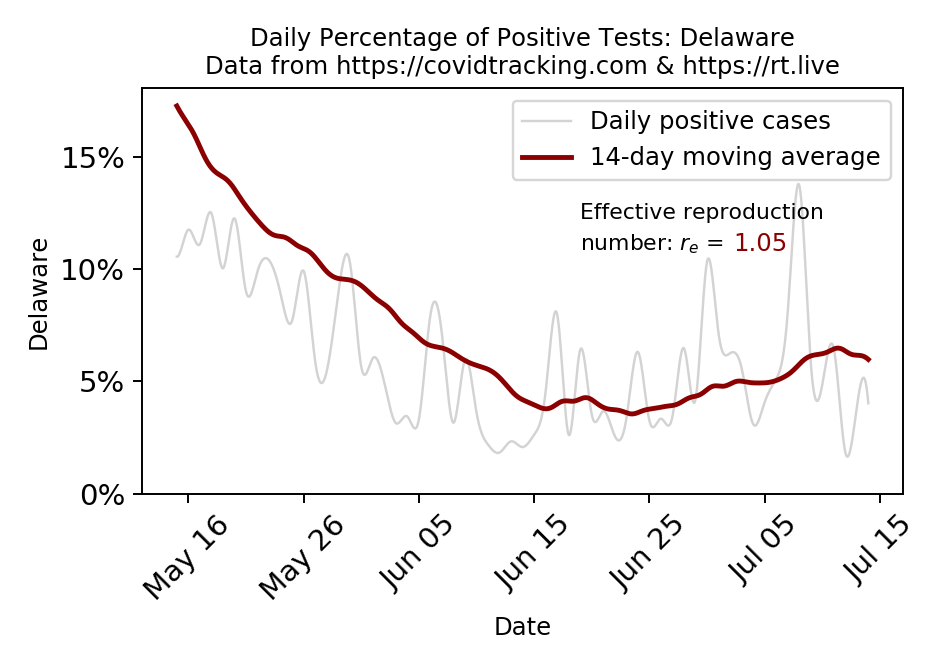 Daily Percentage of Positive Tests: Delaware
Data from https://covidtracking.com & https://rt.live
Daily positive cases
14-day moving average
Effective reproduction
number: rₑ = 1.05
15%
10%
5%
0%
Delaware
May 16
May 26
Jun 05
Jun 15
Jun 25
Jul 05
Jul 15
Date